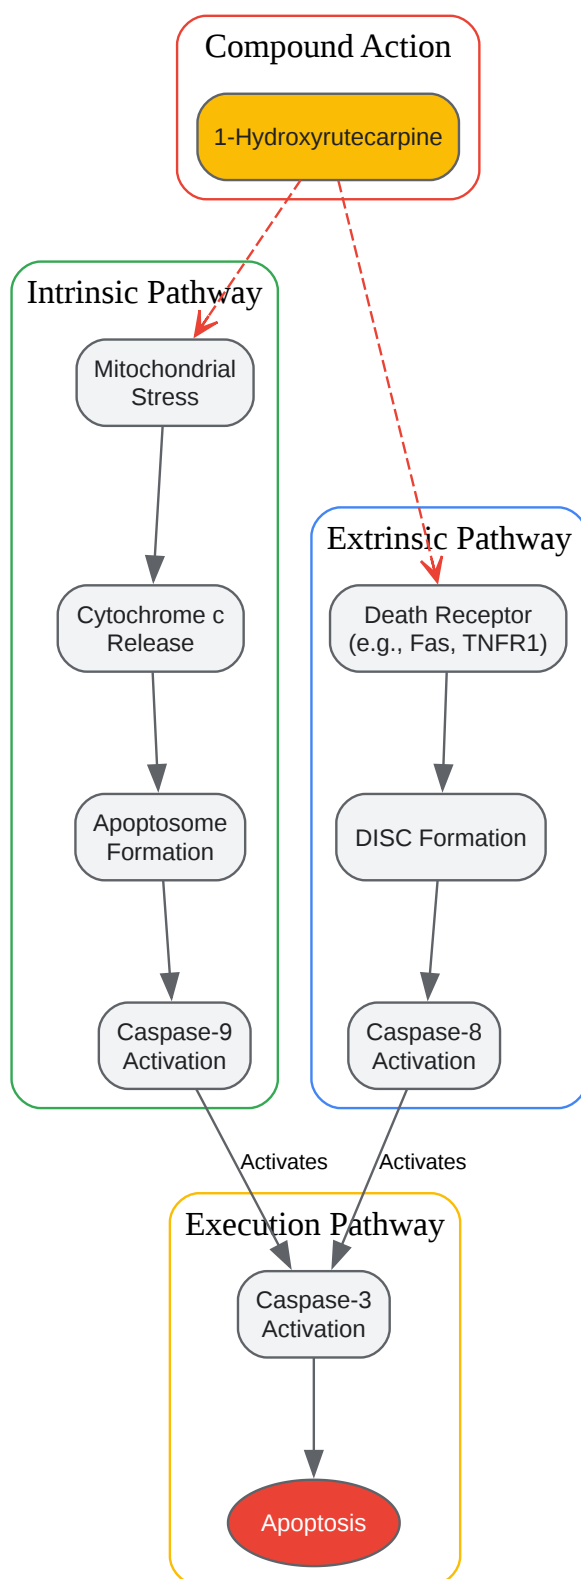 Compound Action
1-Hydroxyrutecarpine
Intrinsic Pathway
Mitochondrial
Stress
Cytochrome c
Release
Apoptosome
Formation
Caspase-9
Activation
Extrinsic Pathway
Death Receptor
(e.g., Fas, TNFR1)
DISC Formation
Caspase-8
Activation
Activates
Activates
Execution Pathway
Caspase-3
Activation
Apoptosis